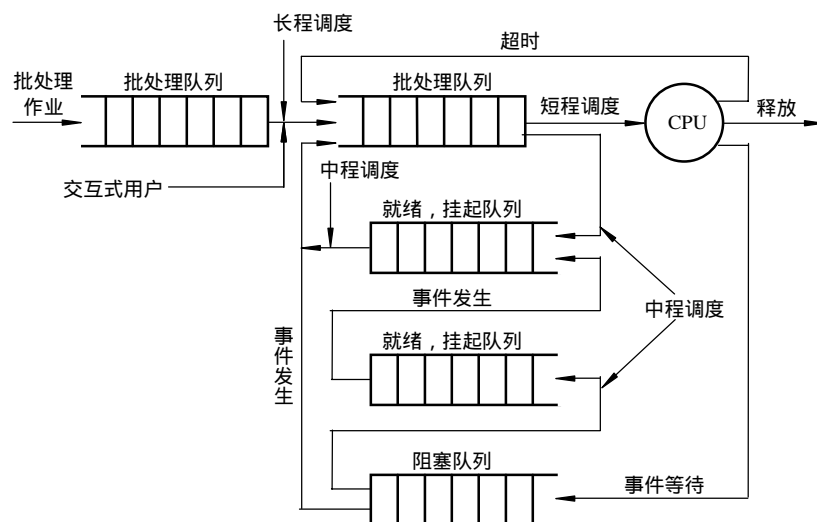 长程调度
超时
批处理
作业
批处理队列
批处理队列
短程调度
CPU
释放
交互式用户
中程调度
就绪，挂起队列
事件发生
中程调度
就绪，挂起队列
事件发生
阻塞队列
事件等待